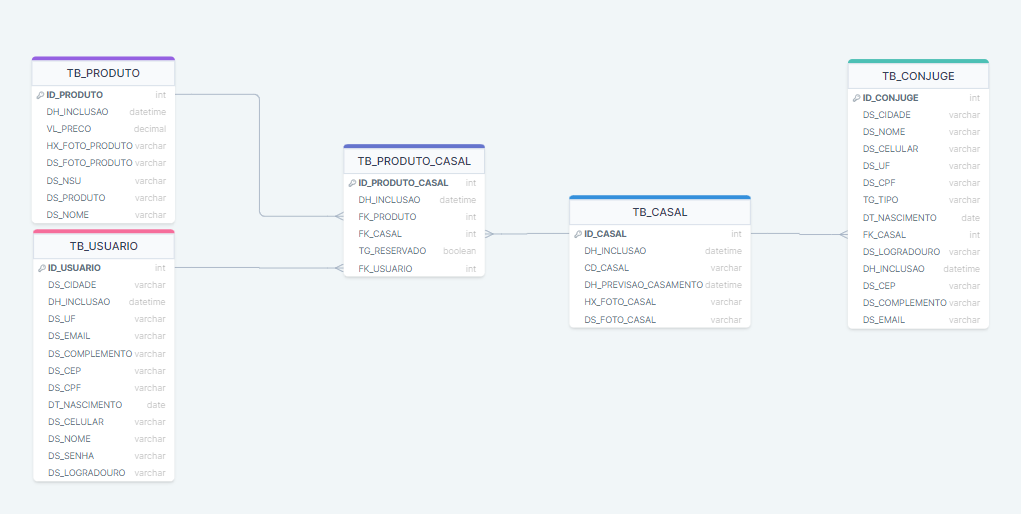 TB_PRODUTO
ID_PRODUTO int
DH_INCLUSAO datetime
VL_PRECO decimal
HX_FOTO_PRODUTO varchar
DS_FOTO_PRODUTO varchar
DS_NSU varchar
DS_PRODUTO varchar
DS_NOME varchar
TB_USUARIO
ID_USUARIO int
DS_CIDADE varchar
DH_INCLUSAO datetime
DS_UF varchar
DS_EMAIL varchar
DS_COMPLEMENTO varchar
DS_CEP varchar
DS_CPF varchar
DT_NASCIMENTO date
DS_CELULAR varchar
DS_NOME varchar
DS_SENHA varchar
DS_LOGRADOURO varchar
TB_PRODUTO_CASAL
ID_PRODUTO_CASAL int
DH_INCLUSAO datetime
FK_PRODUTO int
FK_CASAL int
TG_RESERVADO boolean
FK_USUARIO int
TB_CASAL
ID_CASAL int
DH_INCLUSAO datetime
CD_CASAL varchar
DH_PREVISAO_CASAMENTO datetime
HX_FOTO_CASAL varchar
DS_FOTO_CASAL varchar
TB_CONJUGE
ID_CONJUGE int
DS_CIDADE varchar
DS_NOME varchar
DS_CELULAR varchar
DS_UF varchar
DS_CPF varchar
TG_TIPO varchar
DT_NASCIMENTO date
FK_CASAL int
DS_LOGRADOURO varchar
DH_INCLUSAO datetime
DS_CEP varchar
DS_COMPLEMENTO varchar
DS_EMAIL varchar